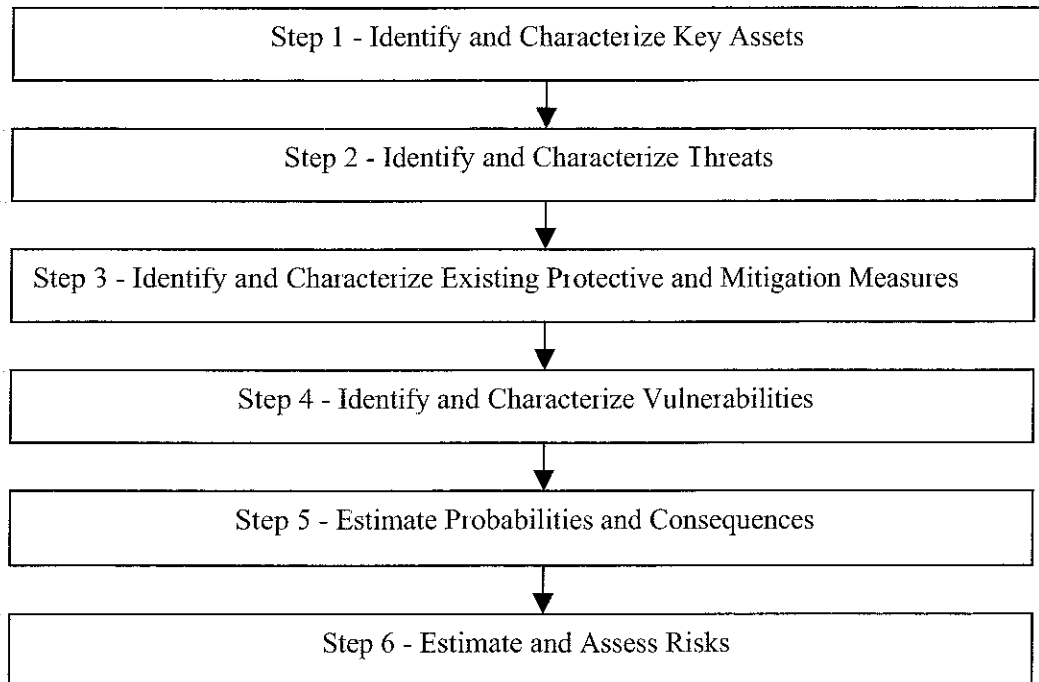 Step 1 - Identify and Characterize Key Assets
Step 2 - Identify and Characterize Threats
Step 3 - Identify and Characterize Existing Protective and Mitigation Measures
Step 4 - Identify and Characterize Vulnerabilities
Step 5 - Estimate Probabilities and Consequences
Step 6 - Estimate and Assess Risks